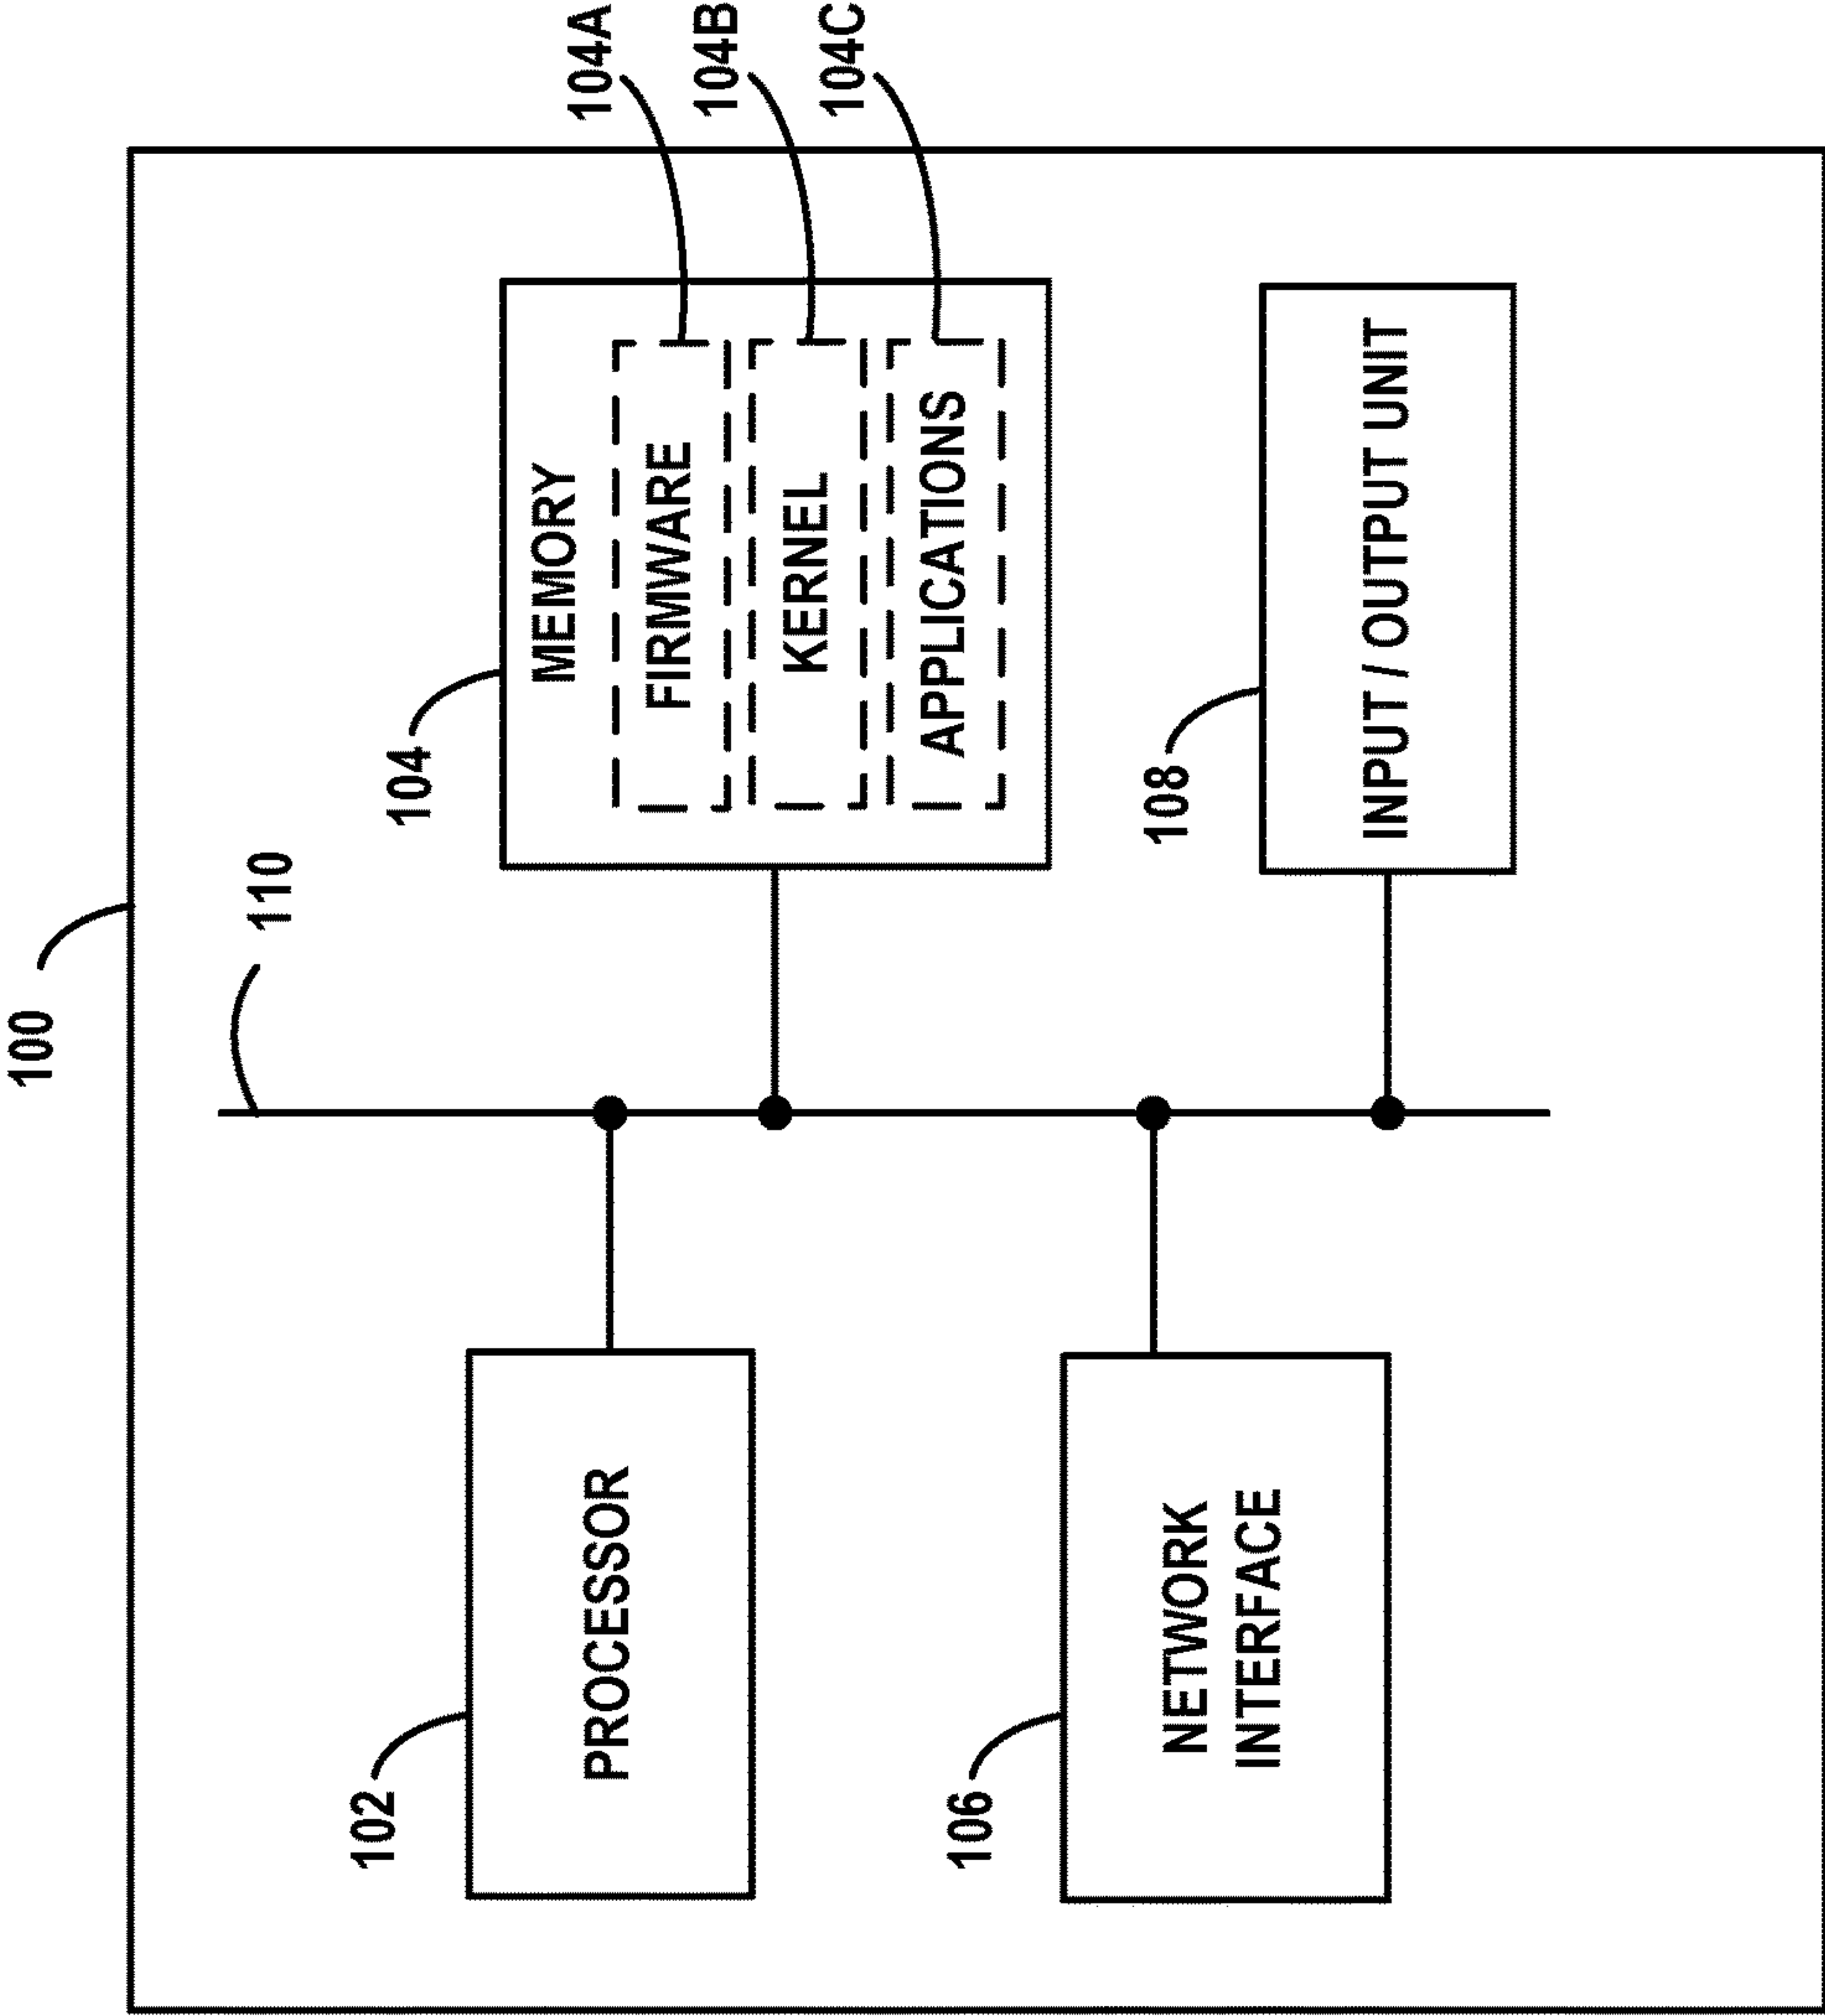 100
110
102
PROCESSOR
104
MEMORY
FIRMWARE
KERNEL
APPLICATIONS
104A
104B
104C
106
NETWORK
INTERFACE
108
INPUT / OUTPUT UNIT